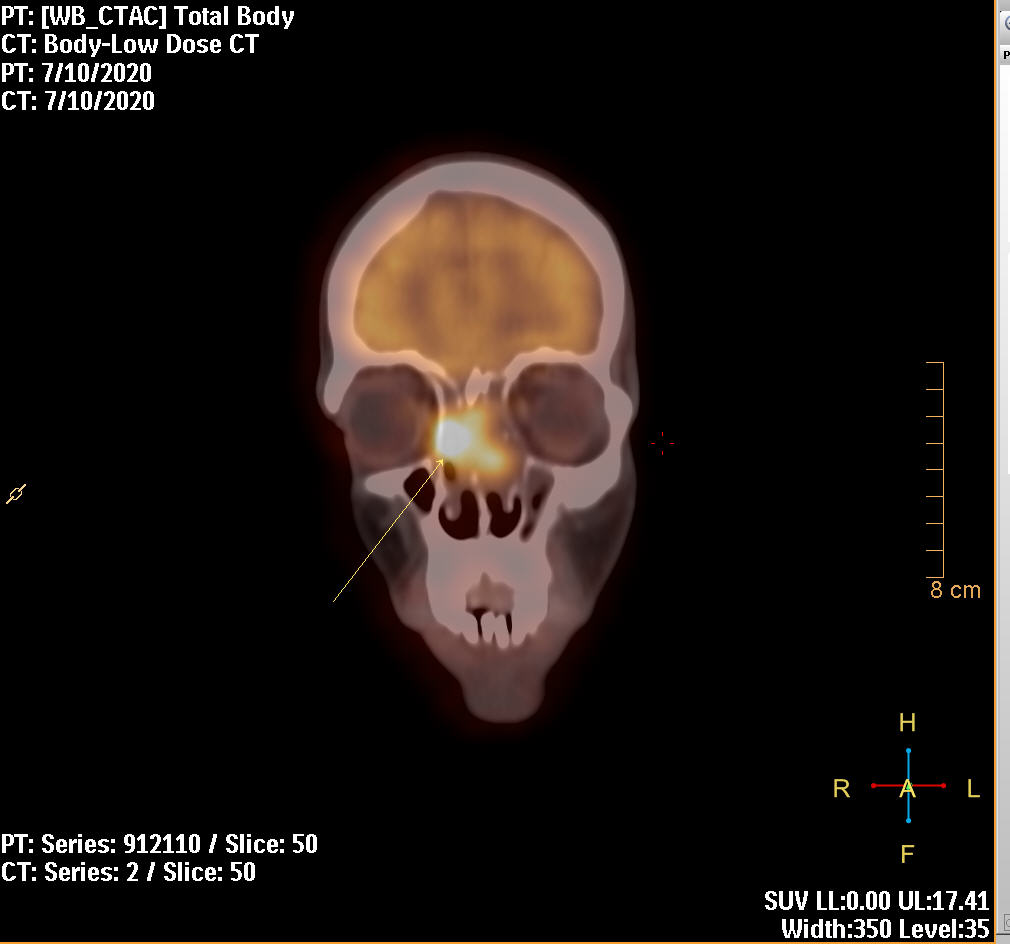 PT: [WB_CTAC] Total Body
CT: Body-Low Dose CT
PT: 7/10/2020
CT: 7/10/2020
8 cm
H
R A L
F
PT: Series: 912110 / Slice: 50
CT: Series: 2 / Slice: 50
SUV LL:0.00 UL:17.41
Width:350 Level:35